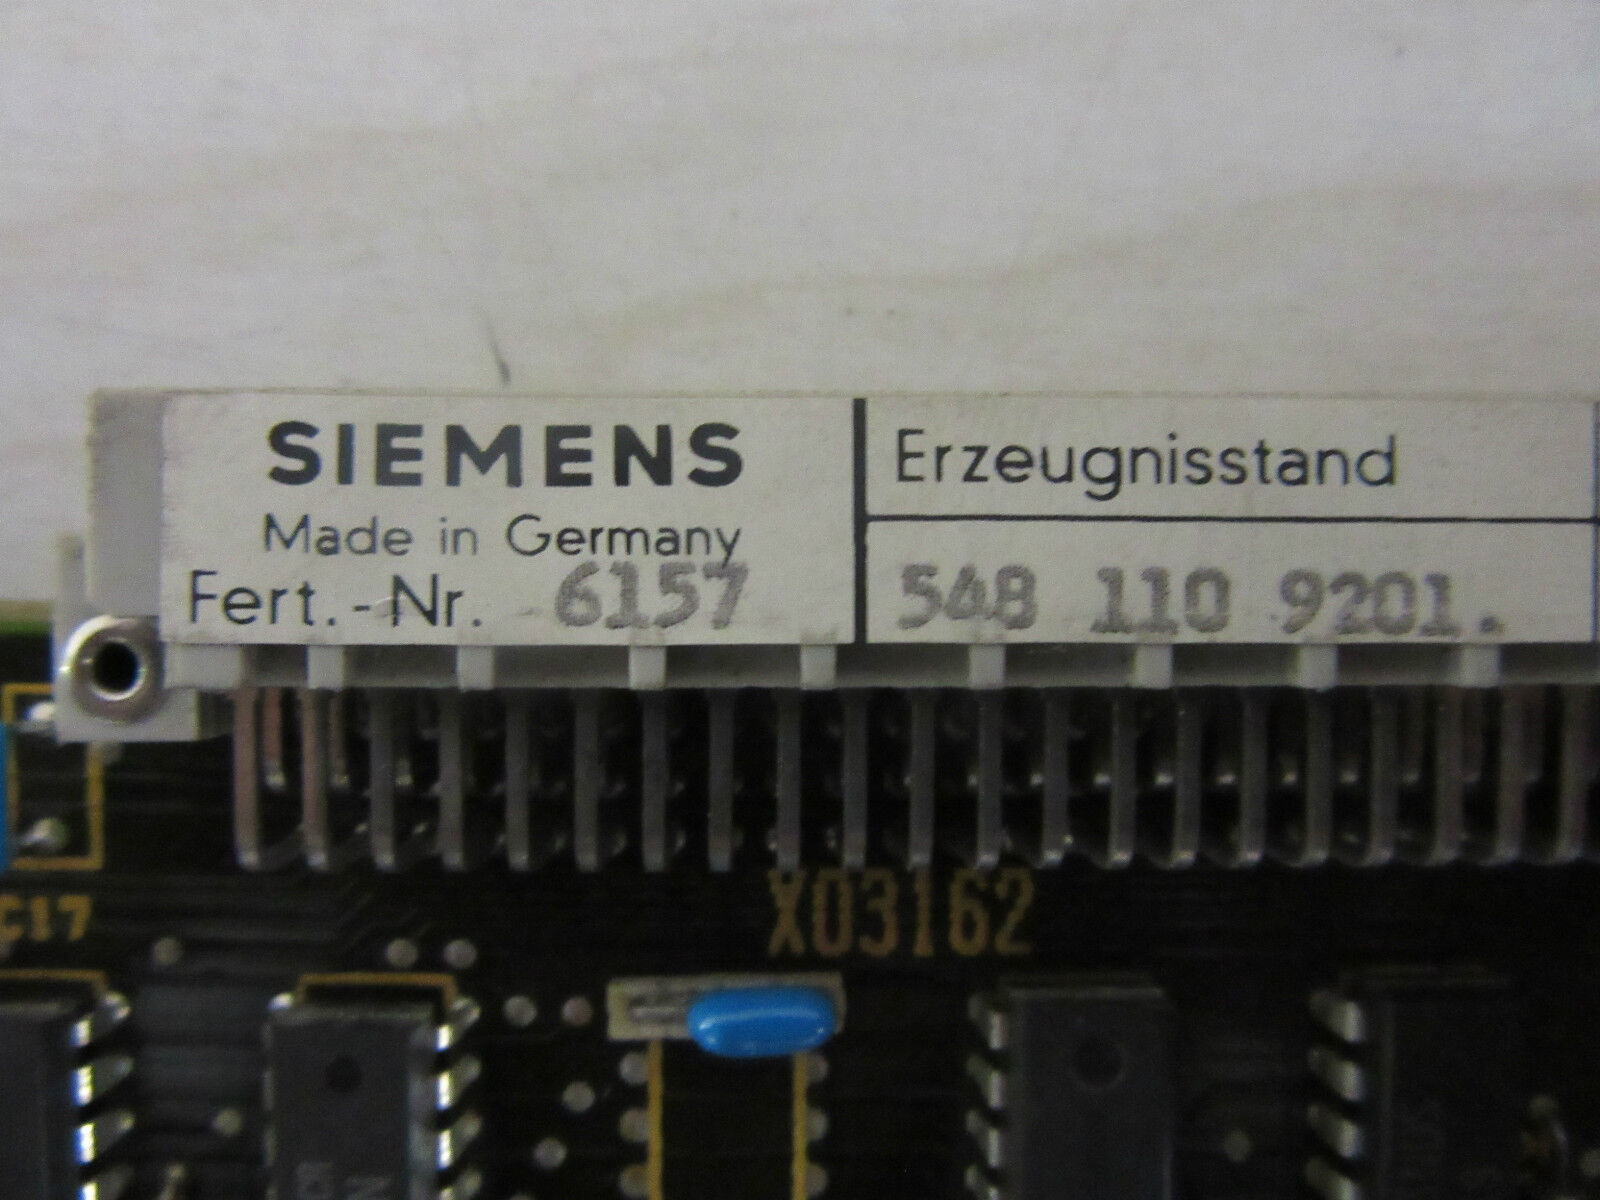 SIEMENS
Made in Germany
Fert.-Nr. 6157
Erzeugnisstand
548 110 9201.
X03162
C17